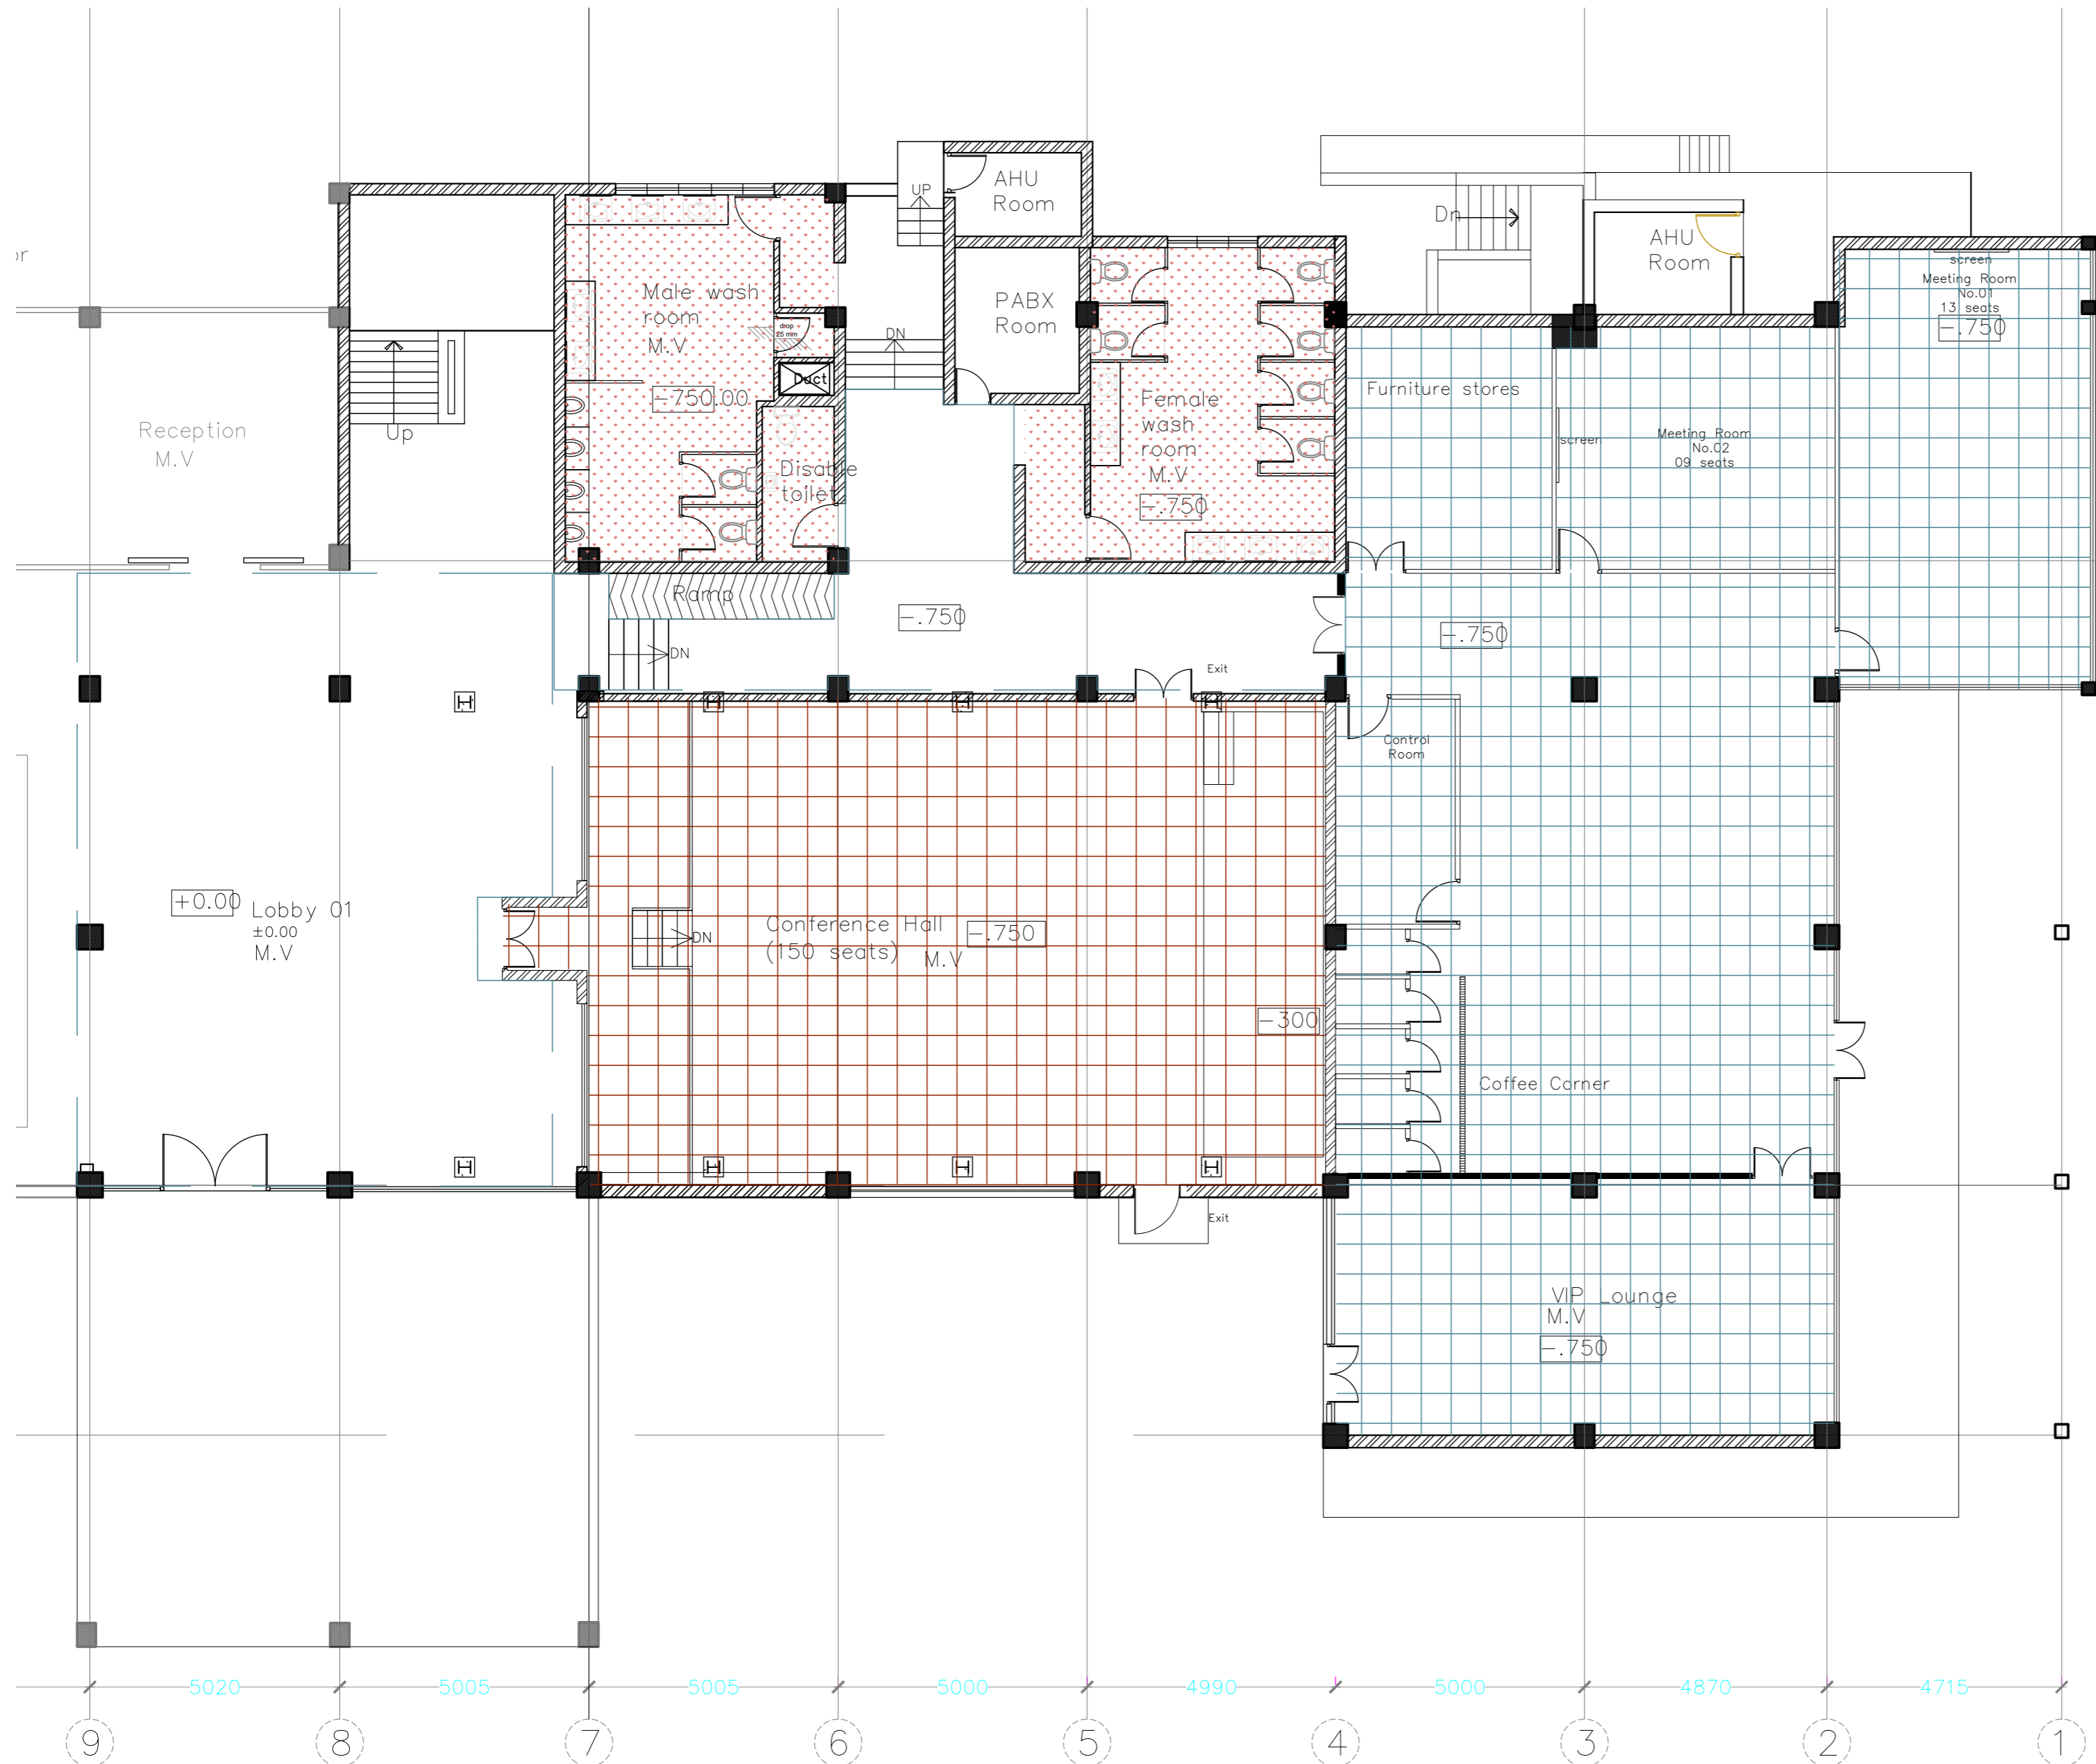 AHU
Room
UP
Dn
AHU
Room
screen
Meeting Room
No.01
13 seats
-.750
Male wash
room
M.V
drop
25 mm
DN
PABX
Room
Duct
-750.00
Female
wash
room
M.V
-.750
Furniture stores
screen
Meeting Room
No.02
09 seats
Reception
M.V
Up
Disable
toilet
Ramp
DN
-.750
-.750
Exit
Control
Room
+0.00
Lobby 01
±0.00
M.V
DN
Conference Hall
(150 seats)
M.V
-.750
-300
Coffee Corner
Exit
VIP Lounge
M.V
-.750
H
H
H
H
H
H
H
H
5020
5005
5005
5000
4990
5000
4870
4715
9
8
7
6
5
4
3
2
1